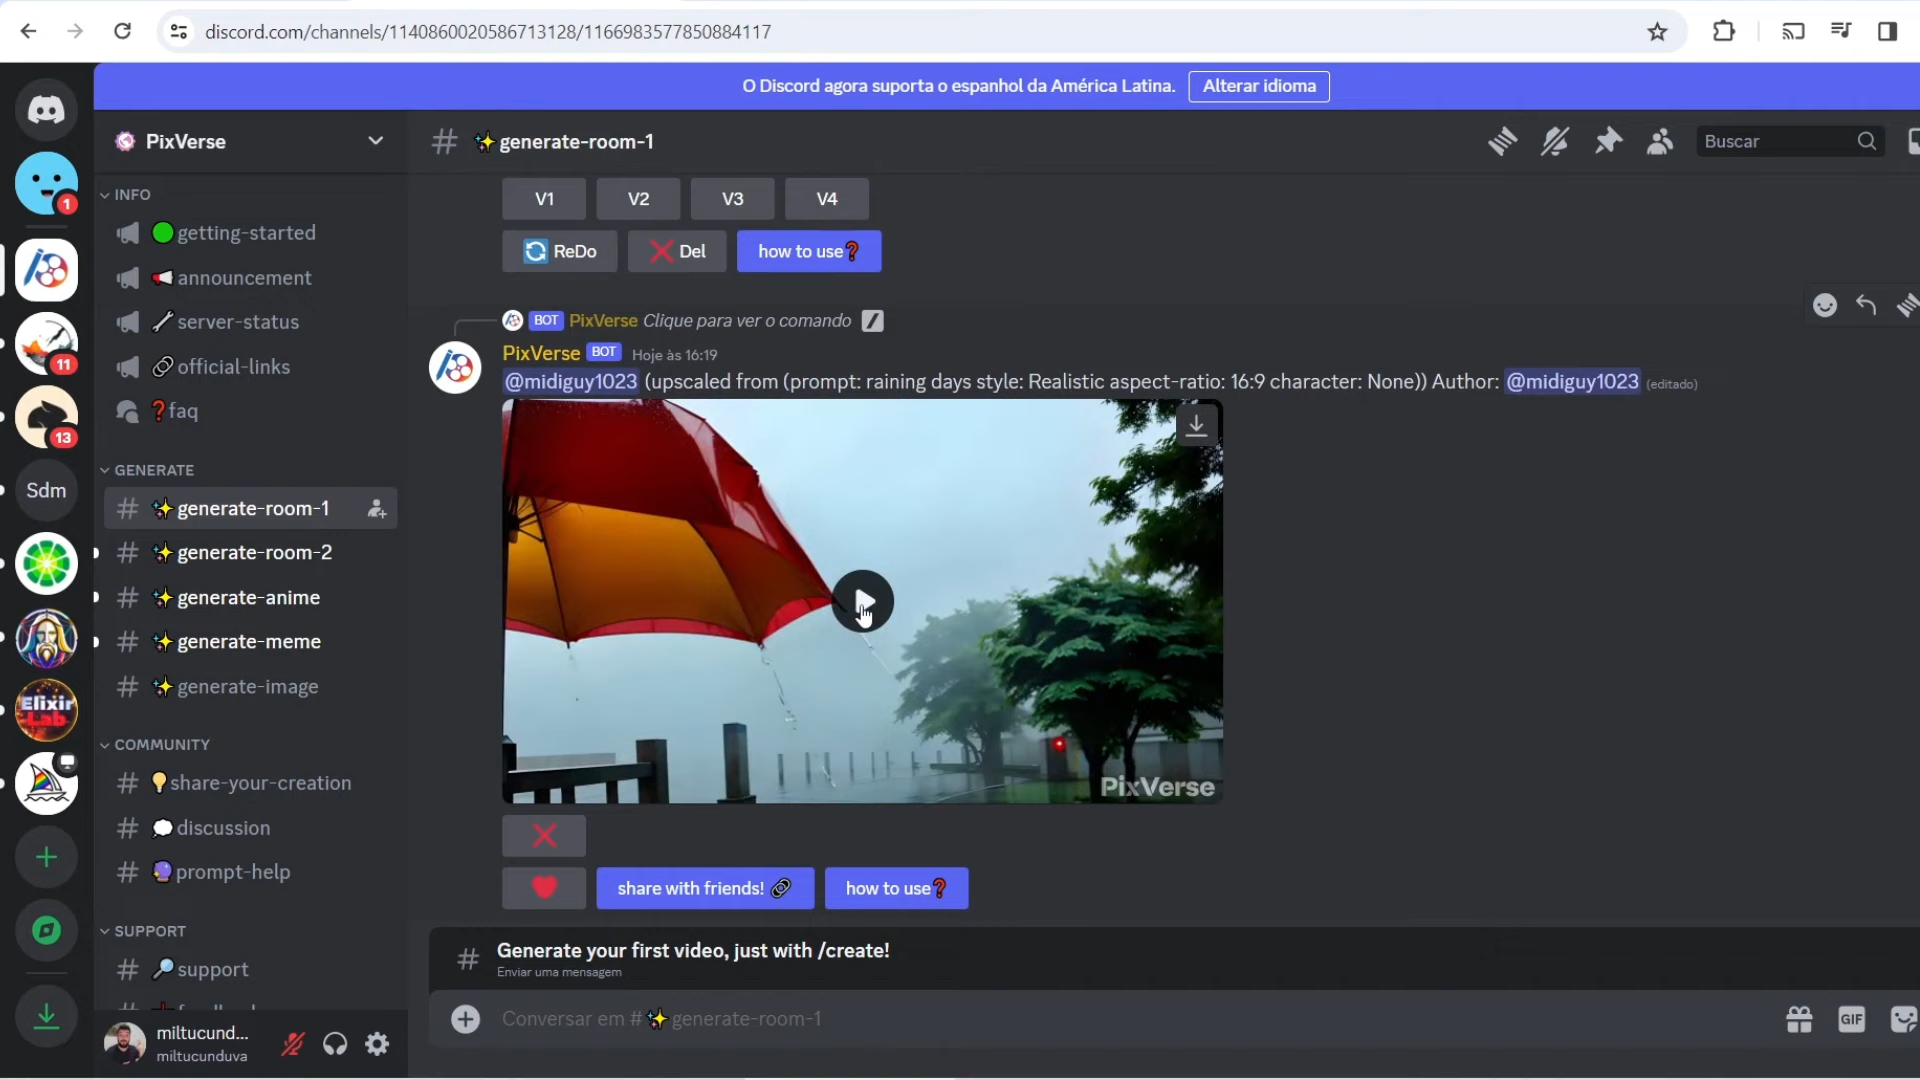 discord.com/channels/1140860020586713128/1166983577850884117
O Discord agora suporta o espanhol da América Latina. Alterar idioma
PixVerse
generate-room-1
Buscar
INFO
getting-started
announcement
server-status
official-links
faq
GENERATE
generate-room-1
generate-room-2
generate-anime
generate-meme
generate-image
COMMUNITY
share-your-creation
discussion
prompt-help
SUPPORT
support
1
11
13
Sdm
Elixir
Lab
miltucund...
miltucunduva
V1 V2 V3 V4
ReDo Del how to use?
BOT PixVerse Clique para ver o comando
PixVerse BOT Hoje às 16:19
@midiguy1023 (upscaled from (prompt: raining days style: Realistic aspect-ratio: 16:9 character: None)) Author: @midiguy1023 (editado)
PixVerse
share with friends! how to use?
Generate your first video, just with /create!
Enviar uma mensagem
Conversar em # generate-room-1
GIF